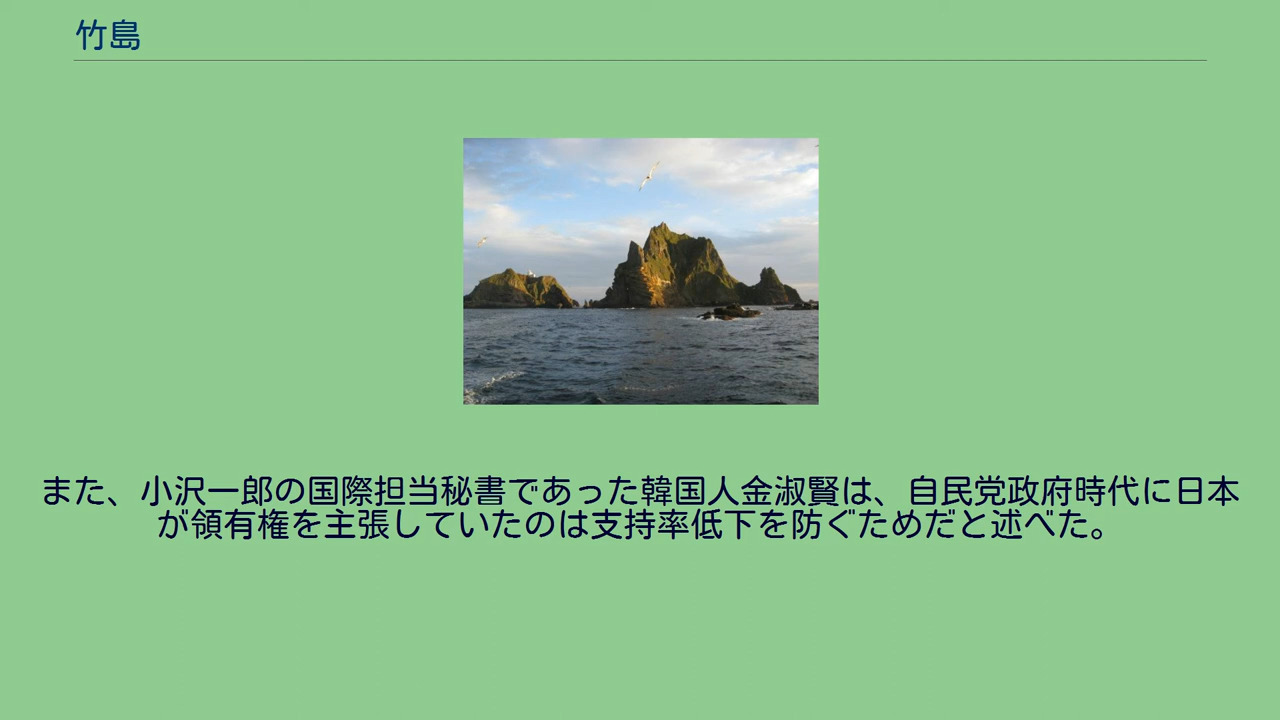 竹島
また、小沢一郎の国際担当秘書であった韓国人金淑賢は、自民党政府時代に日本
が領有権を主張していたのは支持率低下を防ぐためだと述べた。